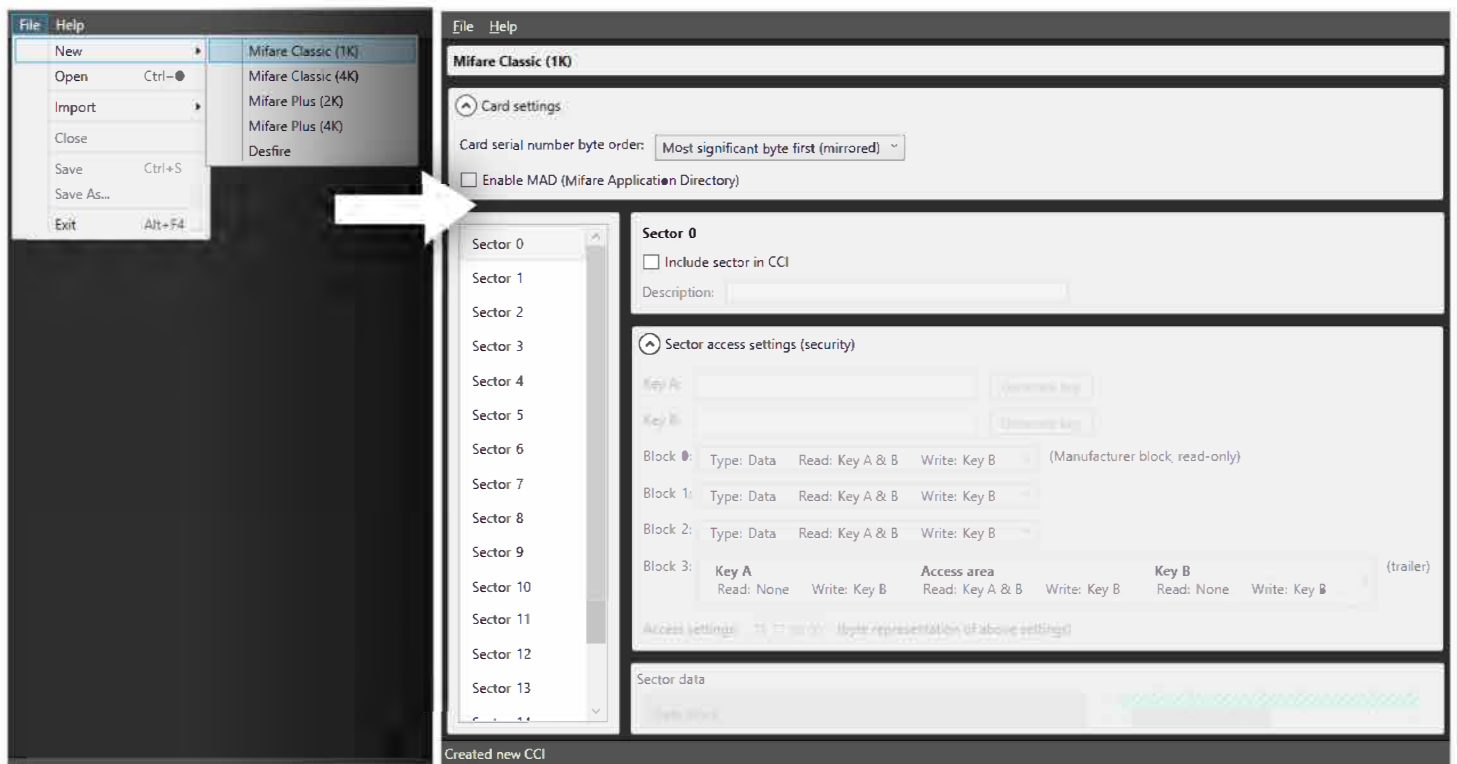 File Help
New
Open Ctrl-
Import
Close
Save Ctrl+S
Save As...
Exit Alt+F4
Mifare Classic (1K)
Mifare Classic (4K)
Mifare Plus (2K)
Mifare Plus (4K)
Desfire
File Help
Mifare Classic (1K)
Card settings
Card serial number byte order: Most significant byte first (mirrored)
Enable MAD (Mifare Application Directory)
Sector 0
Sector 1
Sector 2
Sector 3
Sector 4
Sector 5
Sector 6
Sector 7
Sector 8
Sector 9
Sector 10
Sector 11
Sector 12
Sector 13
Sector 14
Sector 0
Include sector in CCI
Description:
Sector access settings (security)
Key A: Generate key
Key B: Generate key
Block 0: Type: Data Read: Key A & B Write: Key B (Manufacturer block, read-only)
Block 1: Type: Data Read: Key A & B Write: Key B
Block 2: Type: Data Read: Key A & B Write: Key B
Block 3: Key A Access area Key B (trailer)
Read: None Write: Key B Read: Key A & B Write: Key B Read: None Write: Key B
Access settings: (byte representation of above settings)
Sector data
Created new CCI